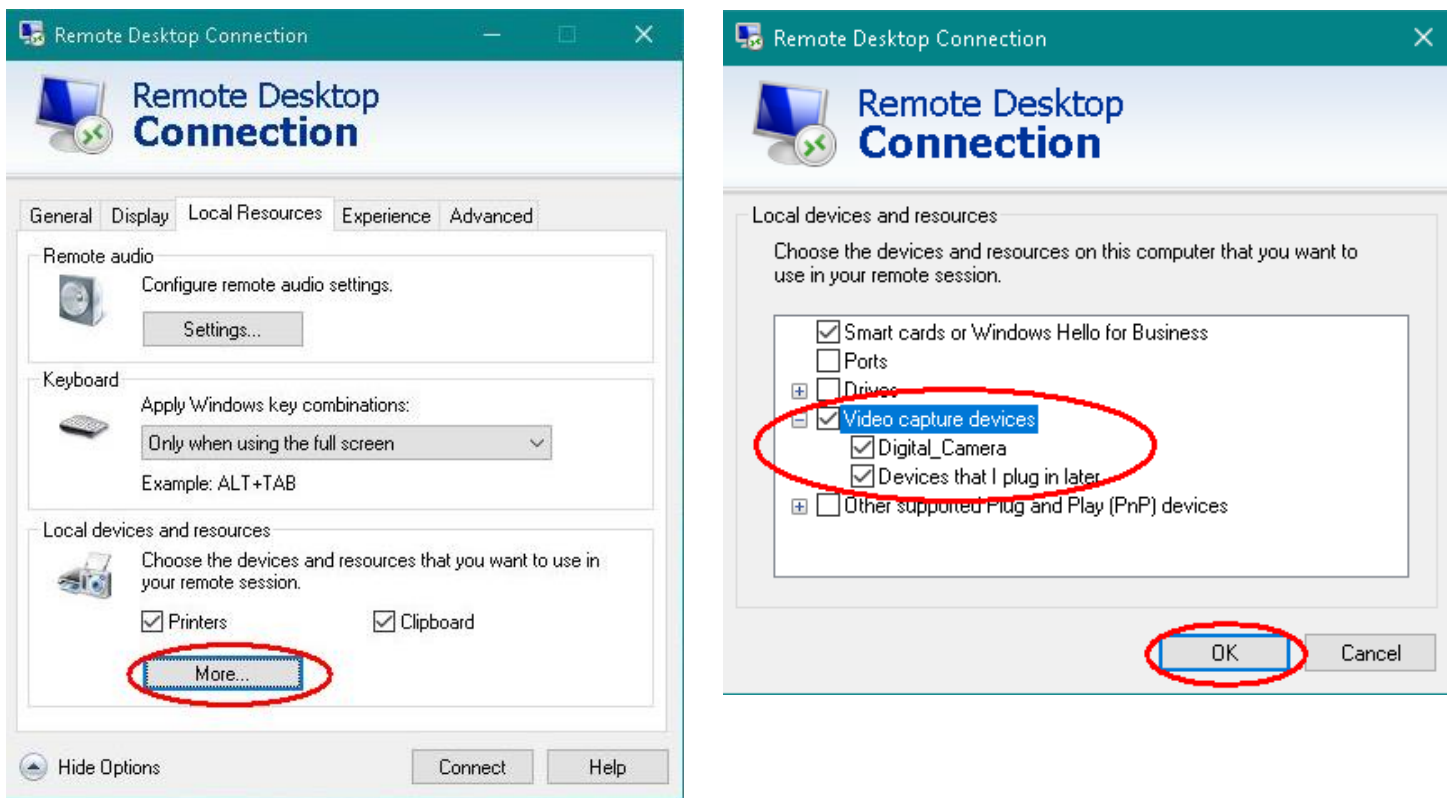 Remote Desktop Connection
Remote Desktop
Connection
General Display Local Resources Experience Advanced
Remote audio
Configure remote audio settings.
Settings...
Keyboard
Apply Windows key combinations:
Only when using the full screen
Example: ALT+TAB
Local devices and resources
Choose the devices and resources that you want to use in
your remote session.
Printers Clipboard
More...
Hide Options Connect Help
Remote Desktop Connection
Remote Desktop
Connection
Local devices and resources
Choose the devices and resources on this computer that you want to
use in your remote session.
Smart cards or Windows Hello for Business
Ports
Drives
Video capture devices
Digital_Camera
Devices that I plug in later
Other supported Plug and Play (PnP) devices
OK Cancel